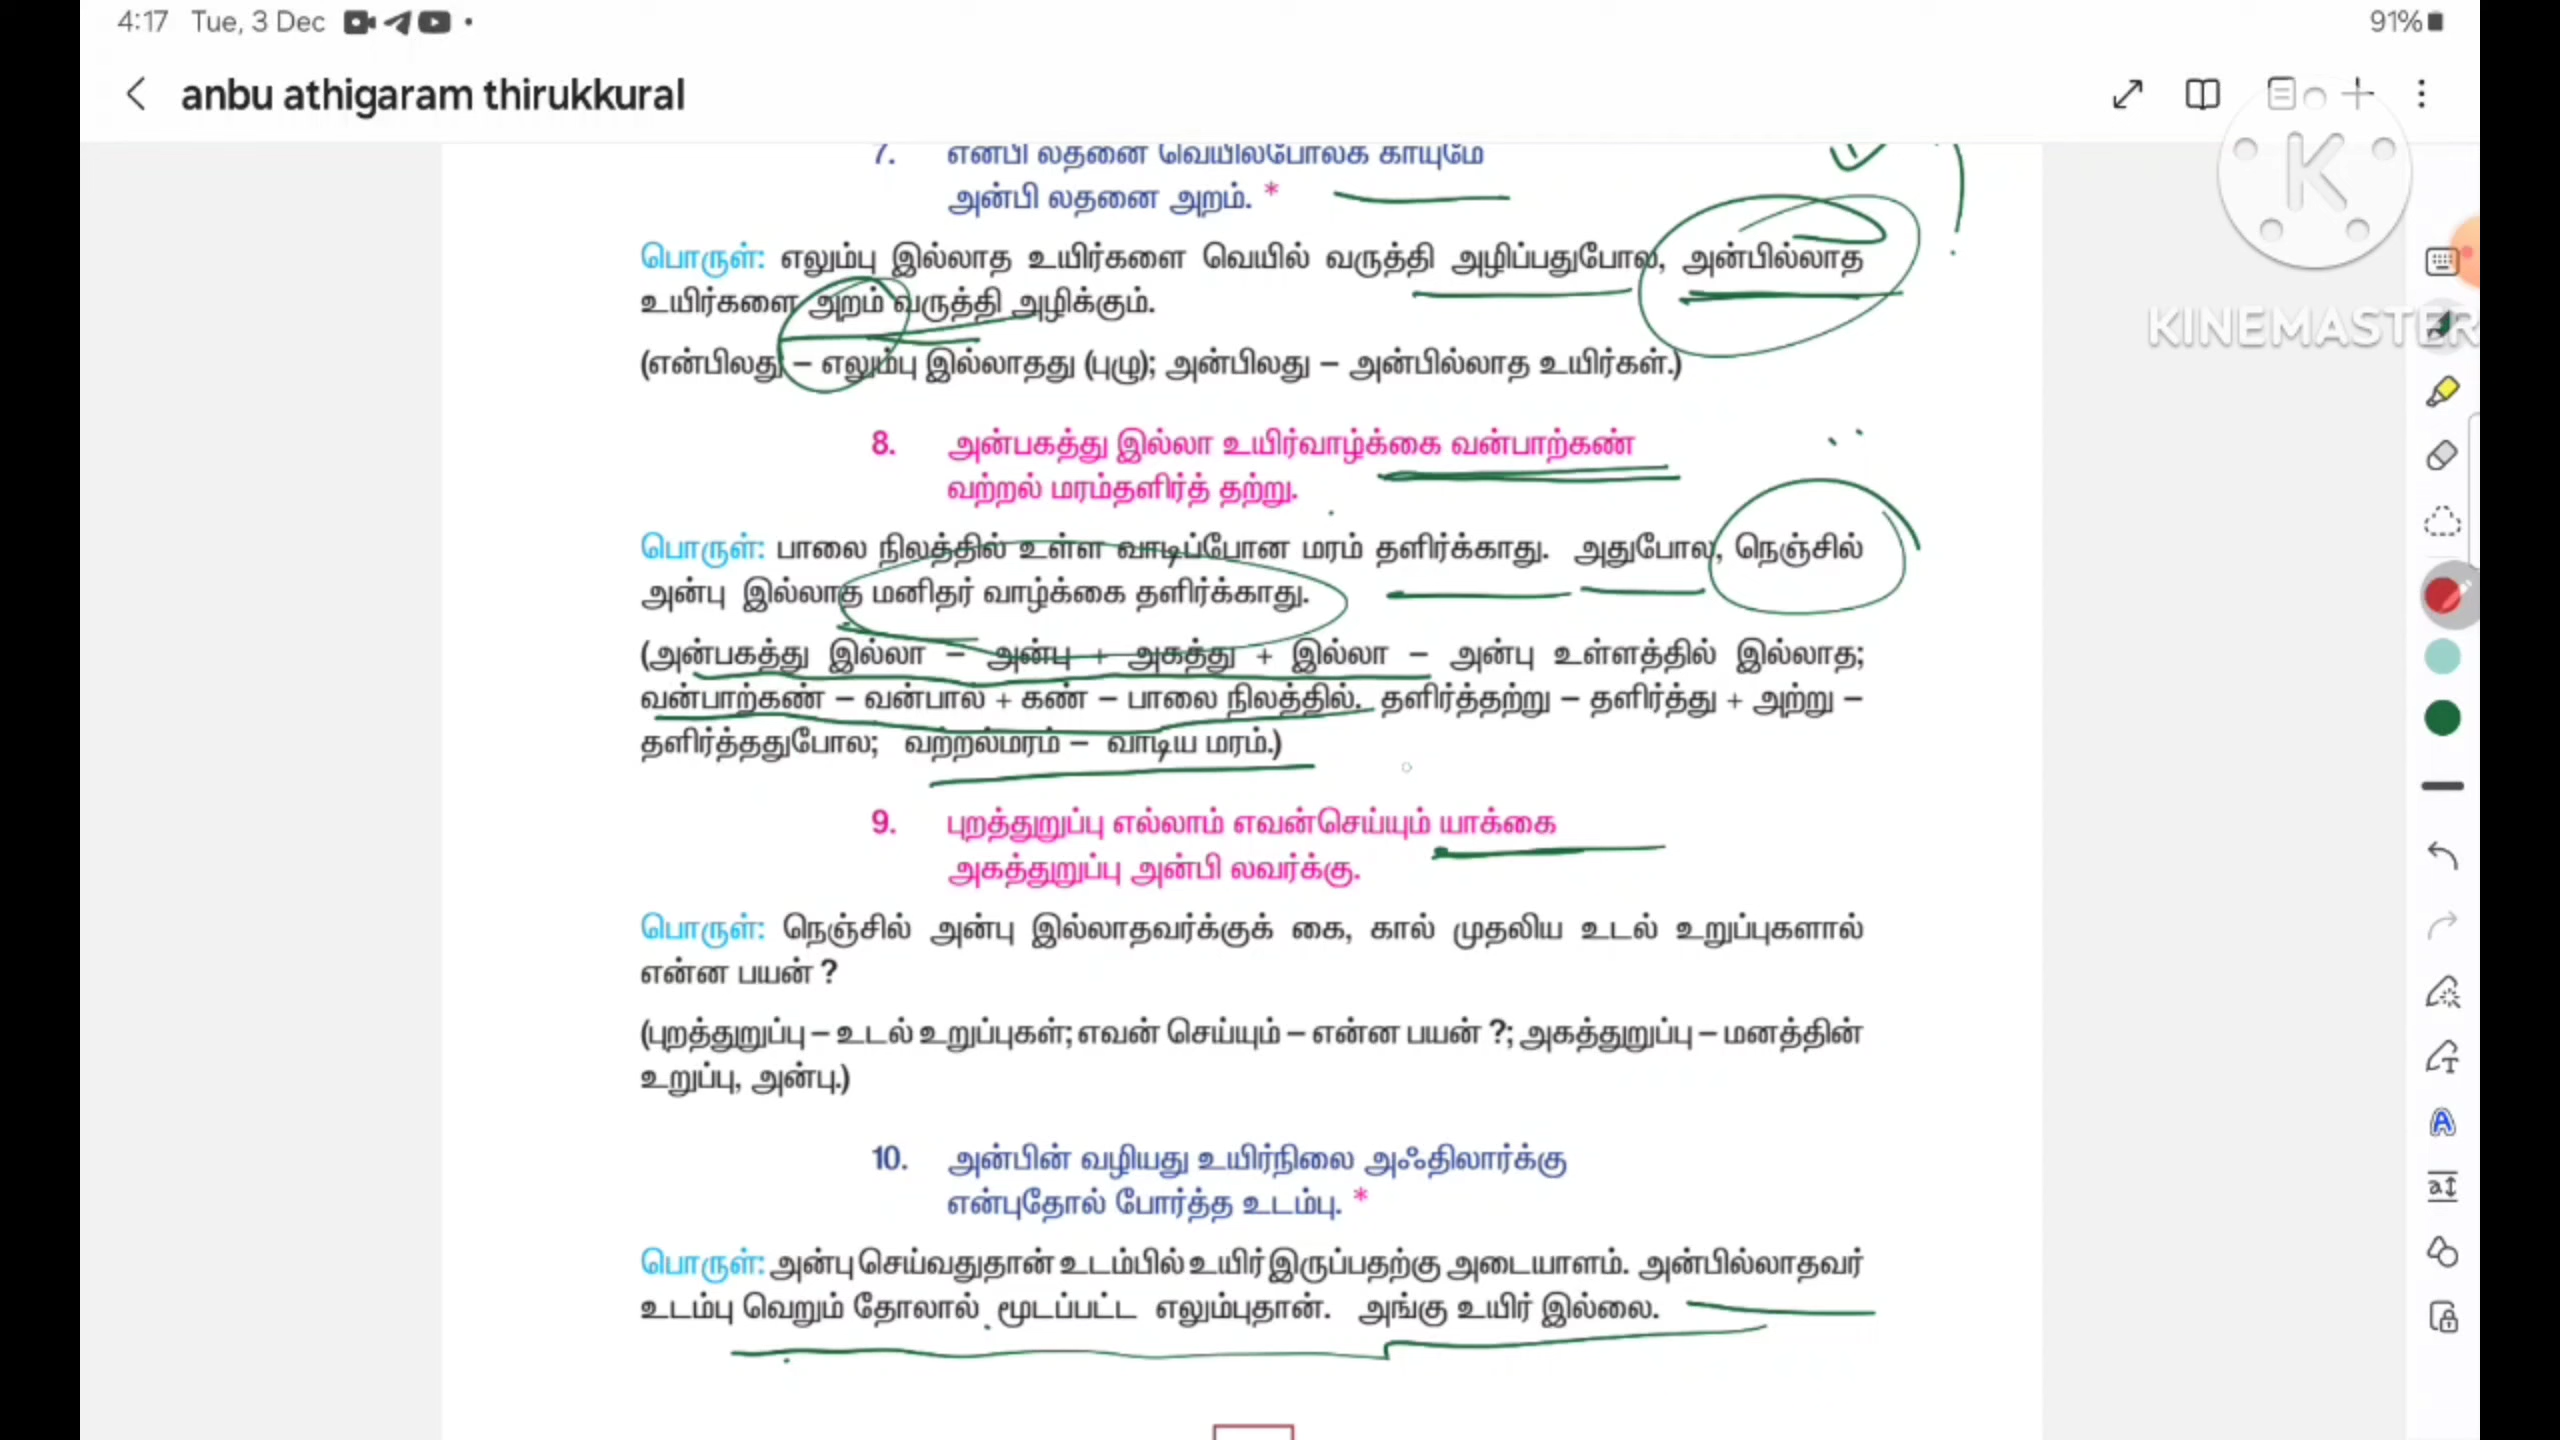 4:17 Tue, 3 Dec
91%
anbu athigaram thirukkural
7. என்பி லதனை வெயில்போலக் காயுமே
அன்பி லதனை அறம். *
பொருள்: எலும்பு இல்லாத உயிர்களை வெயில் வருத்தி அழிப்பதுபோல, அன்பில்லாத
உயிர்களை அறம் வருத்தி அழிக்கும்.
(என்பிலது – எலும்பு இல்லாதது (புழு); அன்பிலது – அன்பில்லாத உயிர்கள்.)
8. அன்பகத்து இல்லா உயிர்வாழ்க்கை வன்பாற்கண்
வற்றல் மரம்தளிர்த் தற்று.
பொருள்: பாலை நிலத்தில் உள்ள வாடிப்போன மரம் தளிர்க்காது. அதுபோல, நெஞ்சில்
அன்பு இல்லாத மனிதர் வாழ்க்கை தளிர்க்காது.
(அன்பகத்து இல்லா – அன்பு + அகத்து + இல்லா – அன்பு உள்ளத்தில் இல்லாத;
வன்பாற்கண் – வன்பால் + கண் – பாலை நிலத்தில். தளிர்த்தற்று – தளிர்த்து + அற்று –
தளிர்த்ததுபோல; வற்றல்மரம் – வாடிய மரம்.)
9. புறத்துறுப்பு எல்லாம் எவன்செய்யும் யாக்கை
அகத்துறுப்பு அன்பி லவர்க்கு.
பொருள்: நெஞ்சில் அன்பு இல்லாதவர்க்குக் கை, கால் முதலிய உடல் உறுப்புகளால்
என்ன பயன் ?
(புறத்துறுப்பு – உடல் உறுப்புகள்; எவன் செய்யும் – என்ன பயன் ?; அகத்துறுப்பு – மனத்தின்
உறுப்பு, அன்பு.)
10. அன்பின் வழியது உயிர்நிலை அஃதிலார்க்கு
என்புதோல் போர்த்த உடம்பு. *
பொருள்: அன்பு செய்வதுதான் உடம்பில் உயிர் இருப்பதற்கு அடையாளம். அன்பில்லாதவர்
உடம்பு வெறும் தோலால் மூடப்பட்ட எலும்புதான். அங்கு உயிர் இல்லை.
K
KINEMASTER